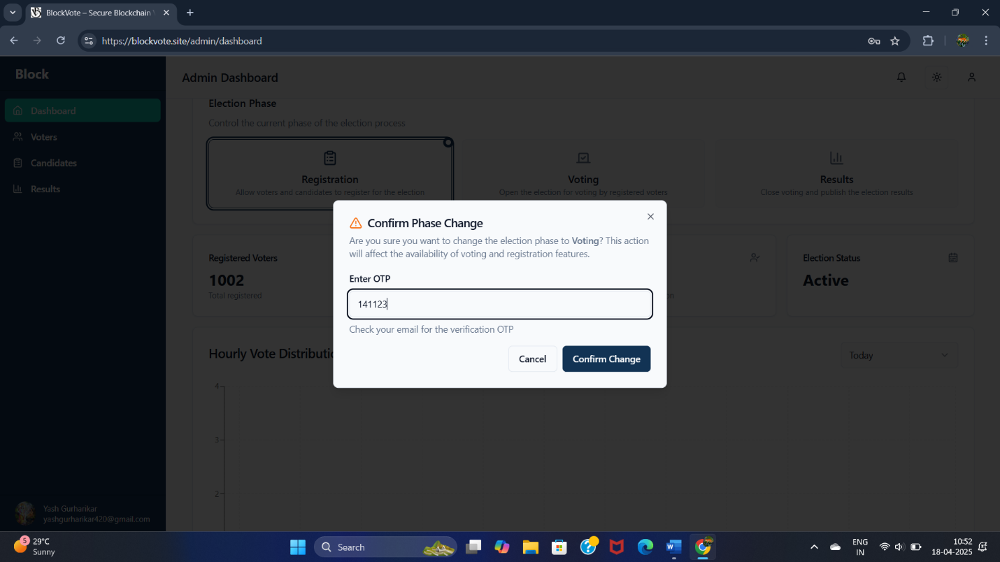 BlockVote – Secure Blockchain
https://blockvote.site/admin/dashboard
Block
Admin Dashboard
Dashboard
Voters
Candidates
Results
Election Phase
Control the current phase of the election process
Registration
Allow voters and candidates to register for the election
Voting
Open the election for voting by registered voters
Results
Close voting and publish the election results
Confirm Phase Change
Are you sure you want to change the election phase to Voting? This action
will affect the availability of voting and registration features.
Enter OTP
141123
Check your email for the verification OTP
Cancel
Confirm Change
Registered Voters
1002
Total registered
Election Status
Active
Hourly Vote Distributio
Today
4
3
2
Yash Gurharikar
yashgurharikar420@gmail.com
5
29°C
Sunny
Search
ENG
IN
10:52
18-04-2025